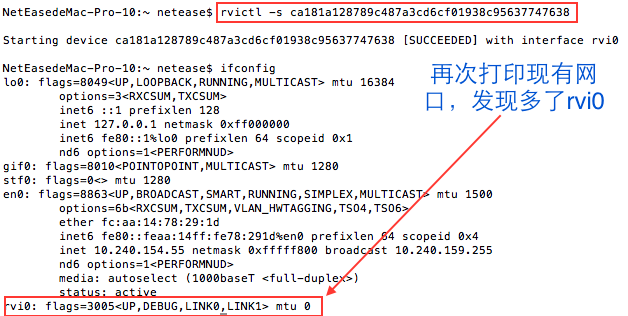 NetEasedeMac-Pro-10:~ netease$ rvictl -s ca181a128789c487a3cd6cf01938c95637747638
Starting device ca181a128789c487a3cd6cf01938c95637747638 [SUCCEEDED] with interface rvi0
NetEasedeMac-Pro-10:~ netease$ ifconfig
lo0: flags=8049<UP,LOOPBACK,RUNNING,MULTICAST> mtu 16384
options=3<RXCSUM,TXCSUM>
inet6 ::1 prefixlen 128
inet 127.0.0.1 netmask 0xff000000
inet6 fe80::1%lo0 prefixlen 64 scopeid 0x1
nd6 options=1<PERFORMNUD>
gif0: flags=8010<POINTOPOINT,MULTICAST> mtu 1280
stf0: flags=0<> mtu 1280
en0: flags=8863<UP,BROADCAST,SMART,RUNNING,SIMPLEX,MULTICAST> mtu 1500
options=6b<RXCSUM,TXCSUM,VLAN_HWTAGGING,TSO4,TSO6>
ether fc:aa:14:78:29:1d
inet6 fe80::feaa:14ff:fe78:291d%en0 prefixlen 64 scopeid 0x4
inet 10.240.154.55 netmask 0xfffff800 broadcast 10.240.159.255
nd6 options=1<PERFORMNUD>
media: autoselect (1000baseT <full-duplex>)
status: active
rvi0: flags=3005<UP,DEBUG,LINK0,LINK1> mtu 0
再次打印现有网
口，发现多了rvi0